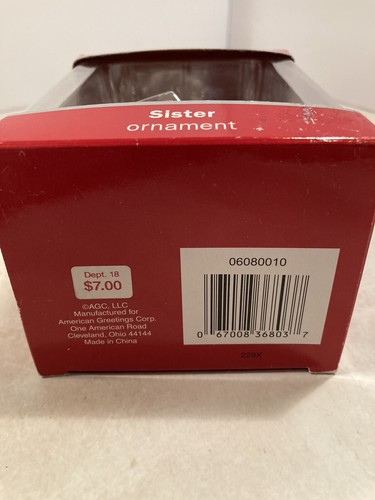 Sister
ornament
Dept. 18
$7.00
©AGC, LLC
Manufactured for
American Greetings Corp.
One American Road
Cleveland, Ohio 44144
Made in China
06080010
0 67008 36803 7